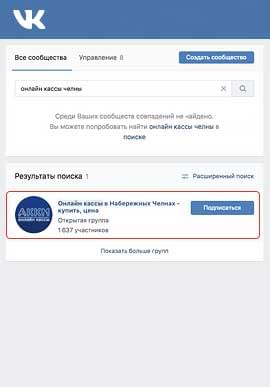 VK
Все сообщества Управление 8 Создать сообщество
онлайн кассы челны
Среди Ваших сообществ совпадений не найдено.
Вы можете попробовать найти онлайн кассы челны в
поиске
Результаты поиска 1 Расширенный поиск
Онлайн кассы в Набережных Челнах -
купить, цена
Открытая группа
1 637 участников
Подписаться
АККМ
ОНЛАЙН КАССЫ
Показать больше групп